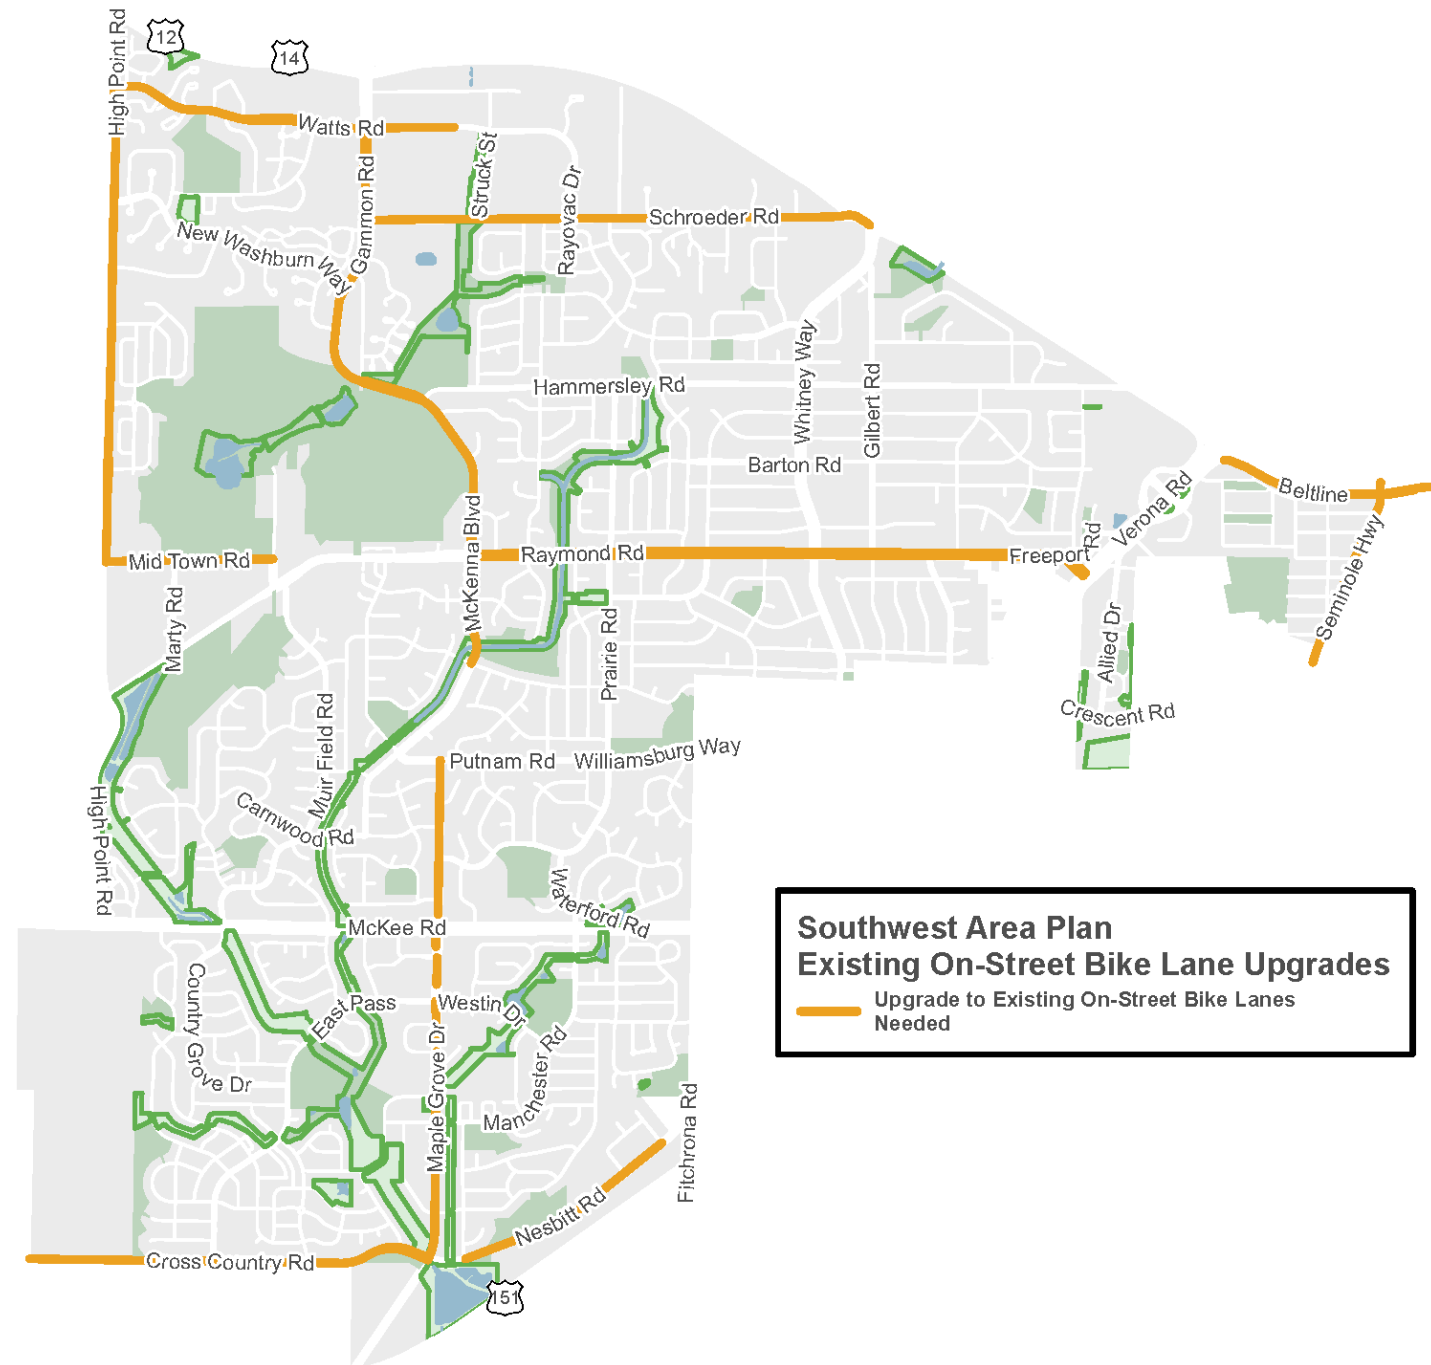 High Point Rd
12
14
Watts Rd
Struck St
Gammon Rd
Rayovac Dr
Schroeder Rd
New Washburn Way
Whitney Way
Hammersley Rd
Gilbert Rd
Barton Rd
Verona Rd
Beltline
McKenna Blvd
Mid Town Rd
Raymond Rd
Freeport Rd
Seminole Hwy
Marty Rd
Prairie Rd
Allied Dr
Crescent Rd
Muir Field Rd
Putnam Rd
Williamsburg Way
High Point Rd
Carnwood Rd
Waterford Rd
McKee Rd
Country Grove Dr
East Pass
Westin Dr
Maple Grove Dr
Manchester Rd
Fitchrona Rd
Nesbitt Rd
Cross Country Rd
151
Southwest Area Plan
Existing On-Street Bike Lane Upgrades
Upgrade to Existing On-Street Bike Lanes
Needed